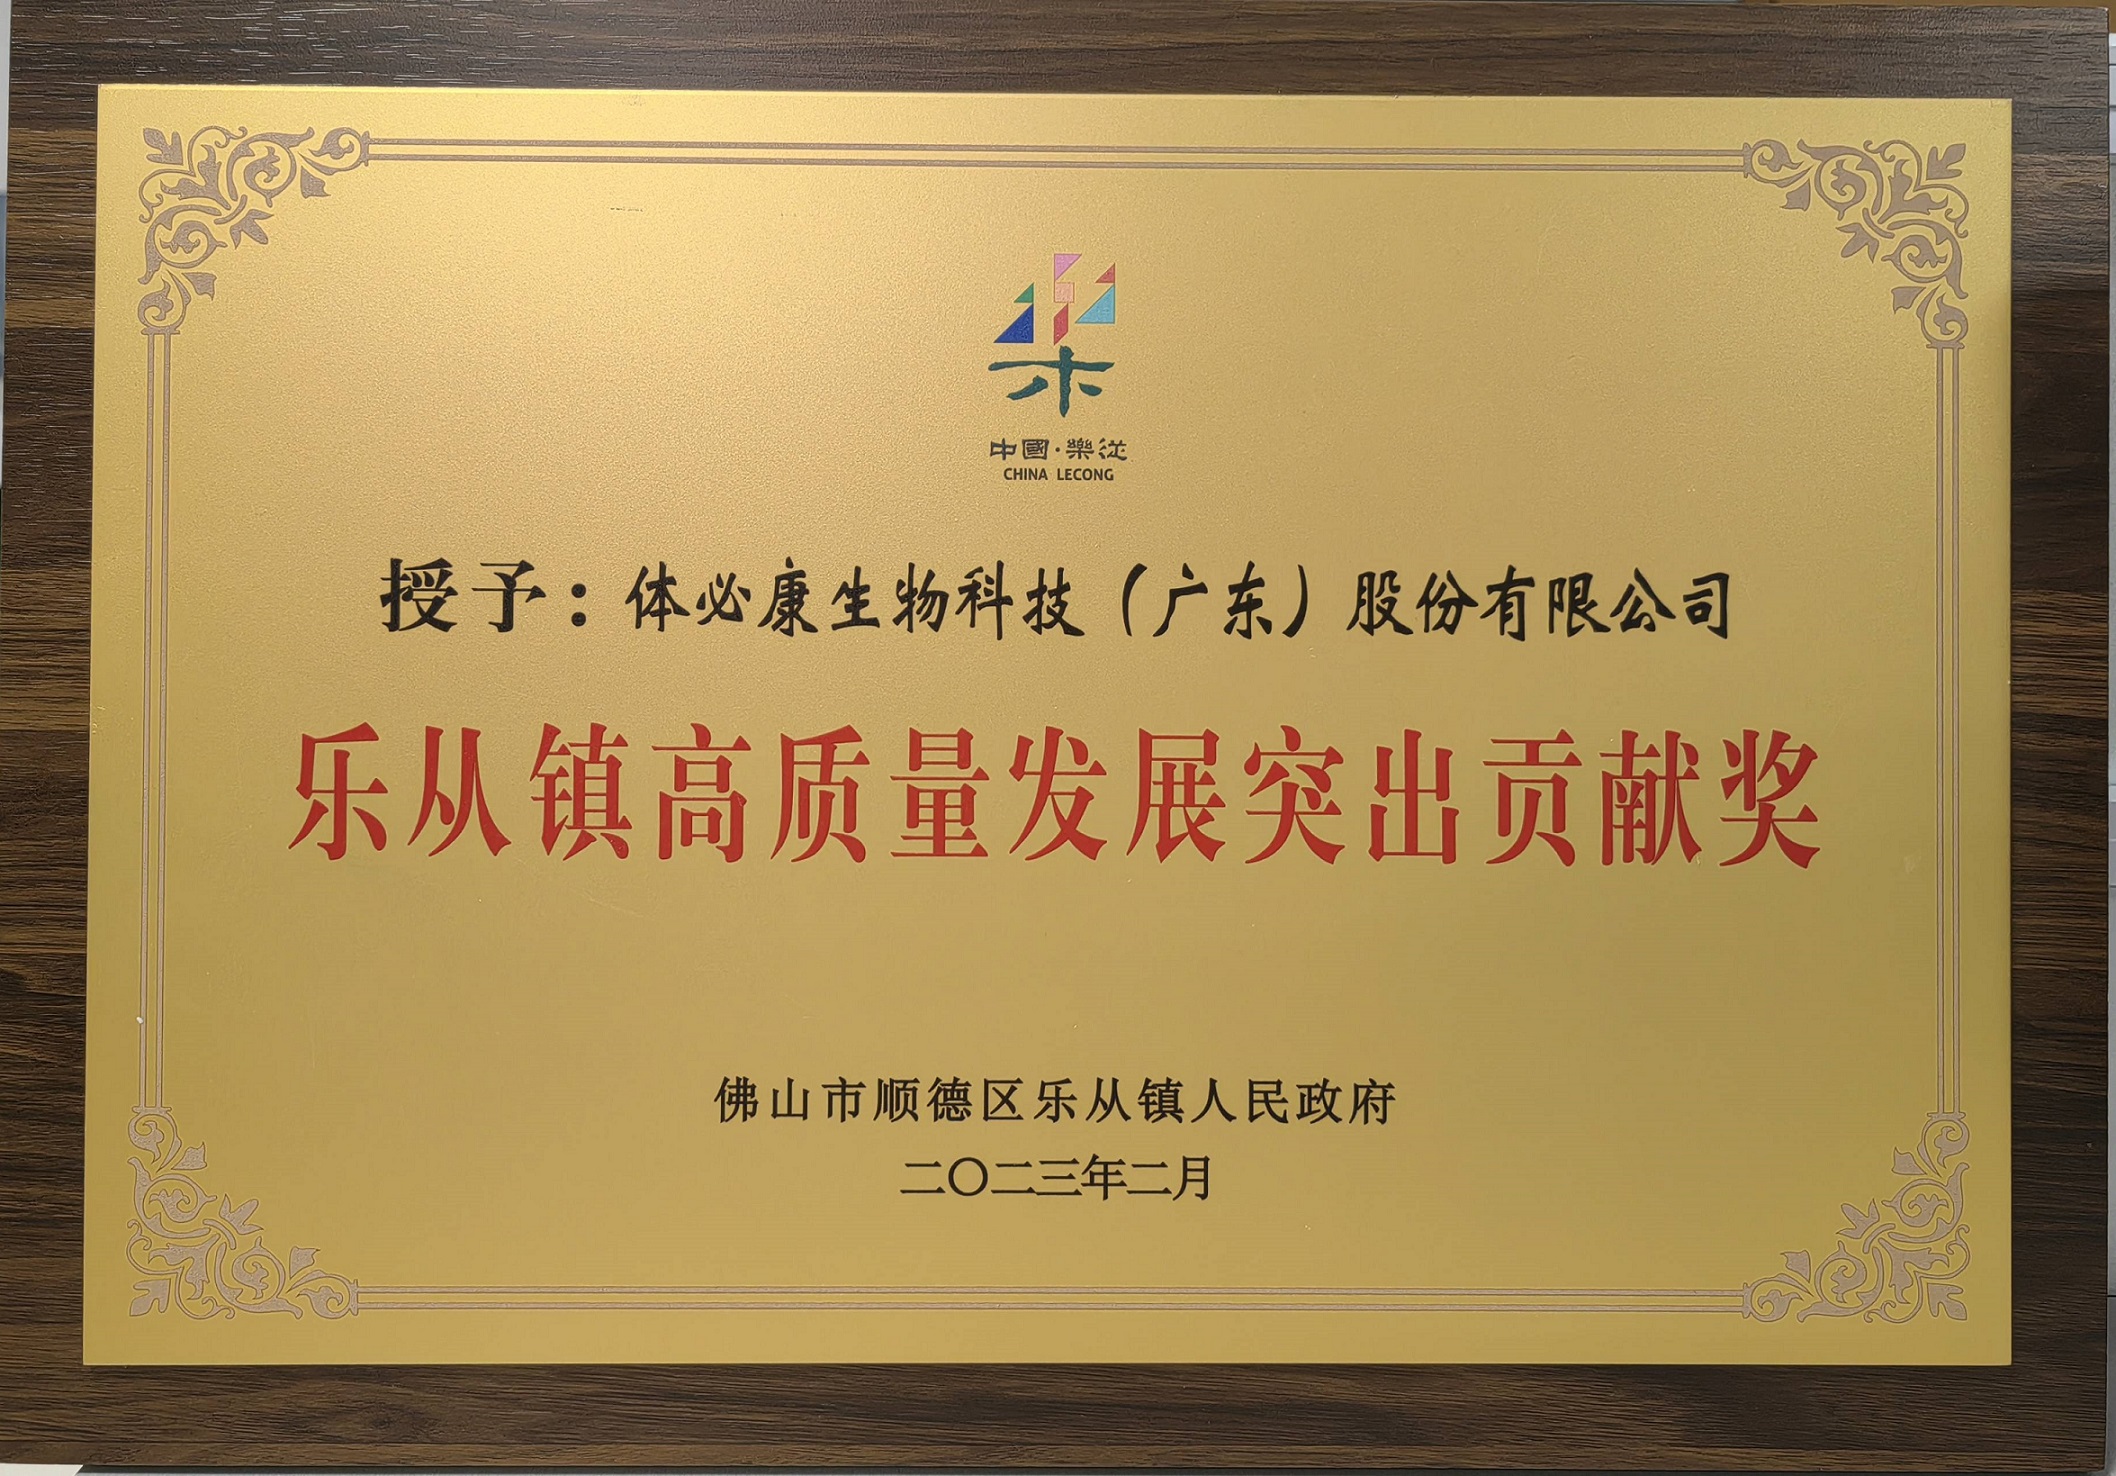 中國·樂從
CHINA LECONG
授予：体必康生物科技（广东）股份有限公司
乐从镇高质量发展突出贡献奖
佛山市顺德区乐从镇人民政府
二〇二三年二月